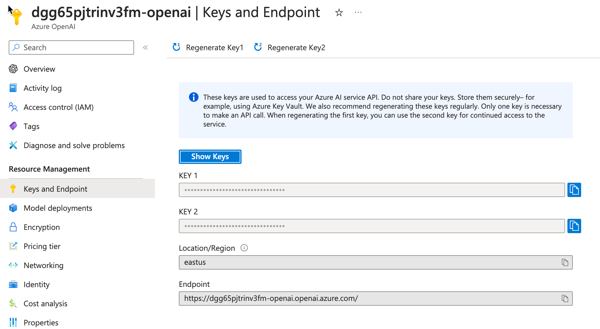 dgg65pjtrinv3fm-openai | Keys and Endpoint
Azure OpenAI
Search
Overview
Activity log
Access control (IAM)
Tags
Diagnose and solve problems
Resource Management
Keys and Endpoint
Model deployments
Encryption
Pricing tier
Networking
Identity
Cost analysis
Properties
Regenerate Key1 Regenerate Key2
These keys are used to access your Azure AI service API. Do not share your keys. Store them securely– for
example, using Azure Key Vault. We also recommend regenerating these keys regularly. Only one key is necessary
to make an API call. When regenerating the first key, you can use the second key for continued access to the
service.
Show Keys
KEY 1
KEY 2
Location/Region
eastus
Endpoint
https://dgg65pjtrinv3fm-openai.openai.azure.com/